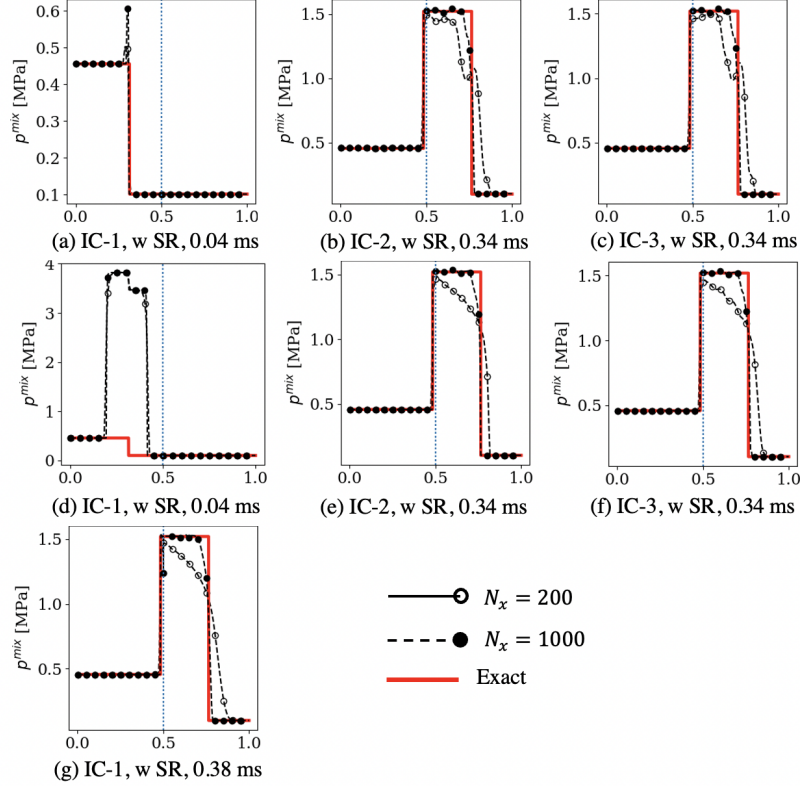 0.6
0.5
0.4
0.3
0.2
0.1
p^mix [MPa]
0.0 0.5 1.0
(a) IC-1, w SR, 0.04 ms
1.5
1.0
0.5
p^mix [MPa]
0.0 0.5 1.0
(b) IC-2, w SR, 0.34 ms
1.5
1.0
0.5
p^mix [MPa]
0.0 0.5 1.0
(c) IC-3, w SR, 0.34 ms
4
3
2
1
0
p^mix [MPa]
0.0 0.5 1.0
(d) IC-1, w SR, 0.04 ms
1.5
1.0
0.5
p^mix [MPa]
0.0 0.5 1.0
(e) IC-2, w SR, 0.34 ms
1.5
1.0
0.5
p^mix [MPa]
0.0 0.5 1.0
(f) IC-3, w SR, 0.34 ms
1.5
1.0
0.5
p^mix [MPa]
0.0 0.5 1.0
(g) IC-1, w SR, 0.38 ms
N_x = 200
N_x = 1000
Exact